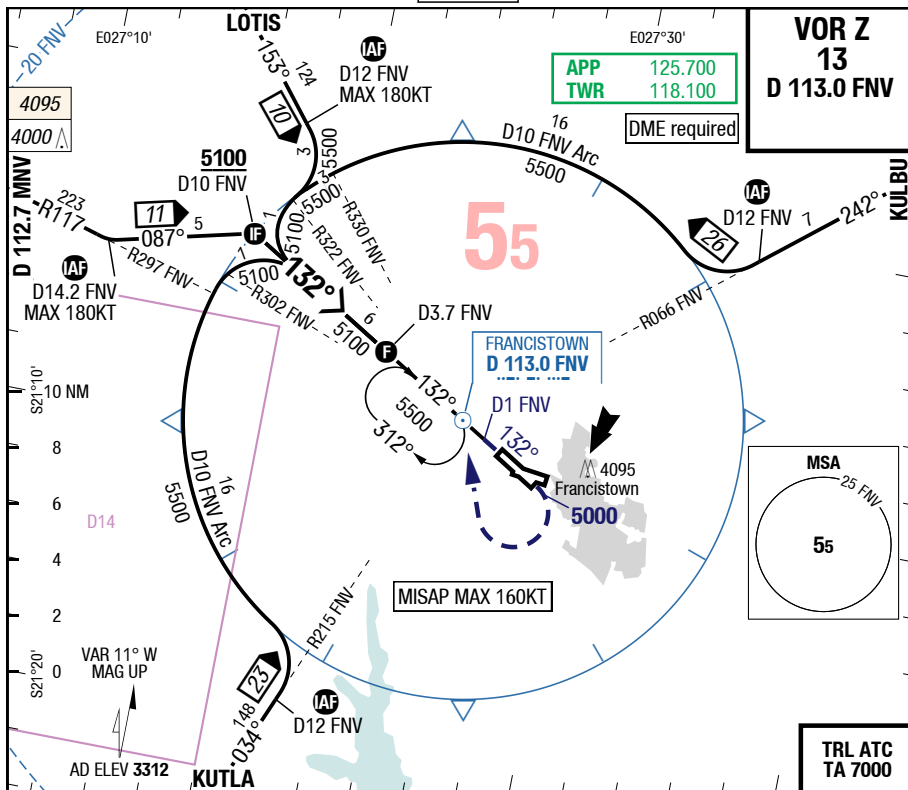 20 FNV
E027°10'
LOTIS
E027°30'
VOR Z
13
D 113.0 FNV
IAF
D12 FNV
MAX 180KT
153°
124
10
3
APP 125.700
TWR 118.100
DME required
4095
4000
16
D10 FNV Arc
5500
5100
D10 FNV
5500
3
5500
R330 FNV
R322 FNV
5100
1
55
KULBU
IAF
D12 FNV
7
242°
26
R066 FNV
D 112.7 MNV
223
R117
11
5
087°
IF
IAF
D14.2 FNV
MAX 180KT
R297 FNV
1
5100
R302 FNV
132°
6
5100
D3.7 FNV
F
FRANCISTOWN
D 113.0 FNV
132°
5500
312°
D1 FNV
132°
4095
Francistown
5000
S21°10'
10 NM
8
6
4
2
0
S21°20'
16
D10 FNV Arc
5500
D14
MSA
25 FNV
55
MISAP MAX 160KT
R215 FNV
VAR 11° W
MAG UP
23
148
034°
IAF
D12 FNV
AD ELEV 3312
KUTLA
TRL ATC
TA 7000